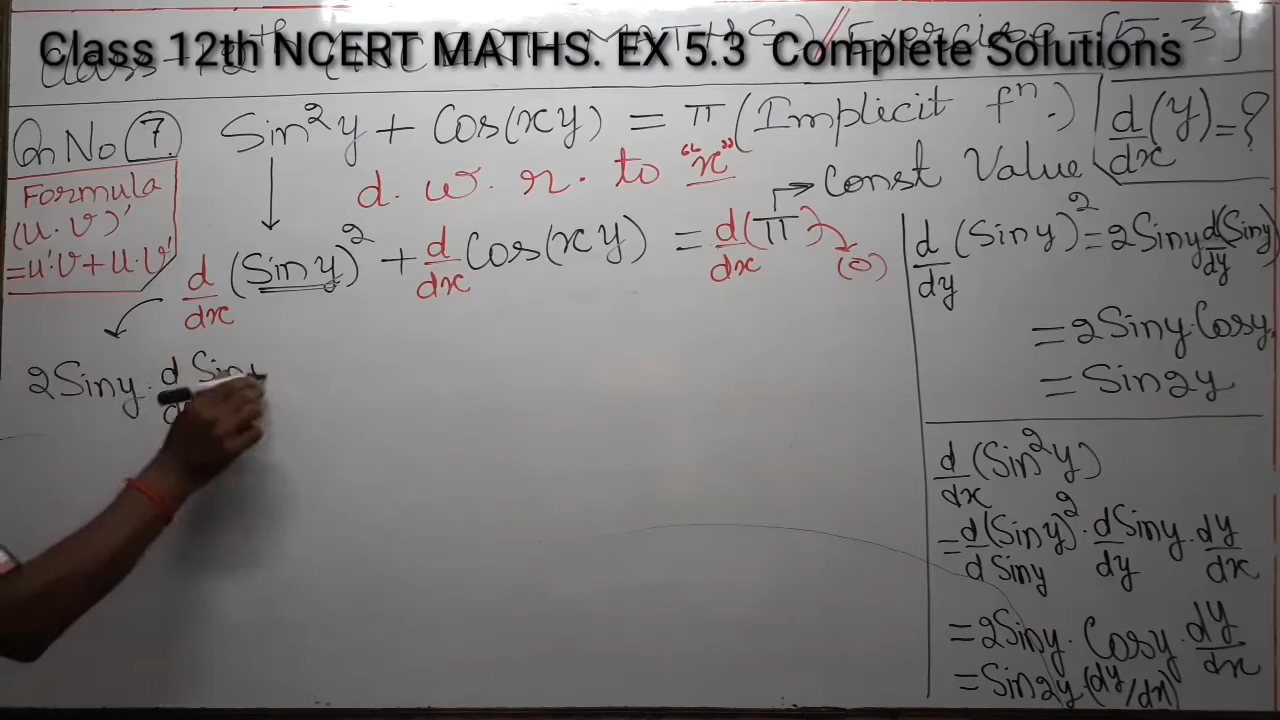 Class 12th NCERT MATHS. EX 5.3 Complete Solutions
Qn No 7.
Sin²y + Cos(xy) = π (Implicit fⁿ.)
d/dx (y) = ?
d. w. r. to "x"
Const Value
Formula
(u.v)'
= u'v + u.v'
d/dx (Siny)² + d/dx Cos(xy) = d/dx (π)
(0)
2Siny. d
d/dy (Siny)² = 2Siny d(Siny)/dy
= 2Siny.Cosy.
= Sin2y
d/dx (Sin²y)
= d(Siny)²/d Siny . d Siny/dy . dy/dx
= 2Siny. Cosy. dy/dx
= Sin2y.(dy/dx)